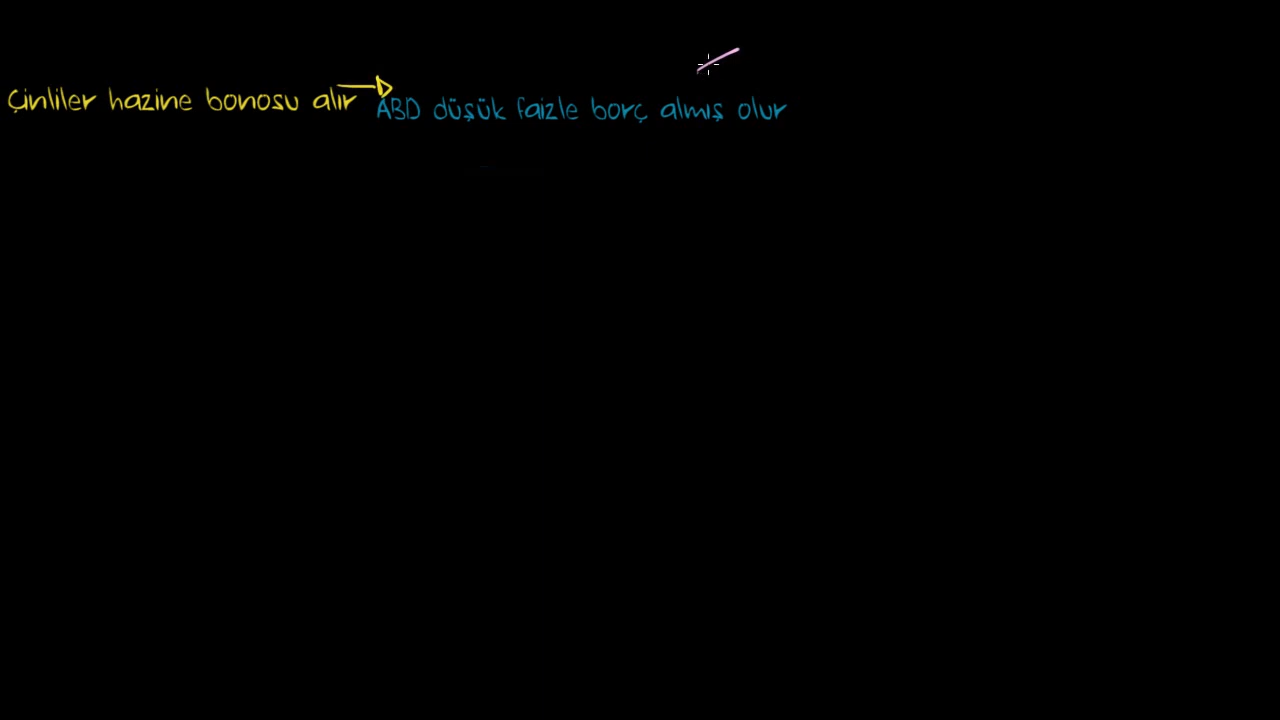 Çinliler hazine bonosu alır → ABD düşük faizle borç almış olur